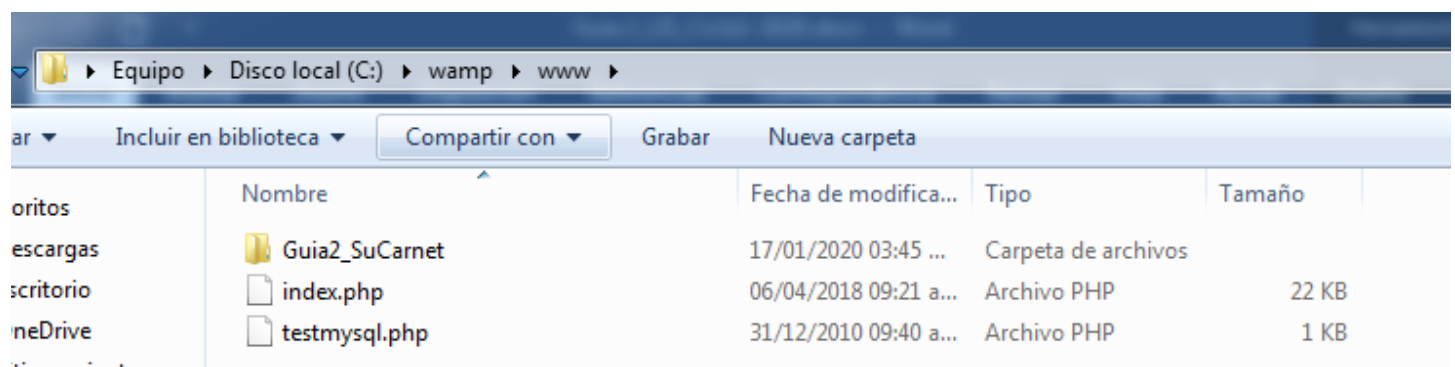 Equipo Disco local (C:) wamp www
ar Incluir en biblioteca Compartir con Grabar Nueva carpeta
Nombre Fecha de modifica... Tipo Tamaño
oritos
escargas Guia2_SuCarnet 17/01/2020 03:45 ... Carpeta de archivos
scritorio index.php 06/04/2018 09:21 a... Archivo PHP 22 KB
neDrive testmysql.php 31/12/2010 09:40 a... Archivo PHP 1 KB